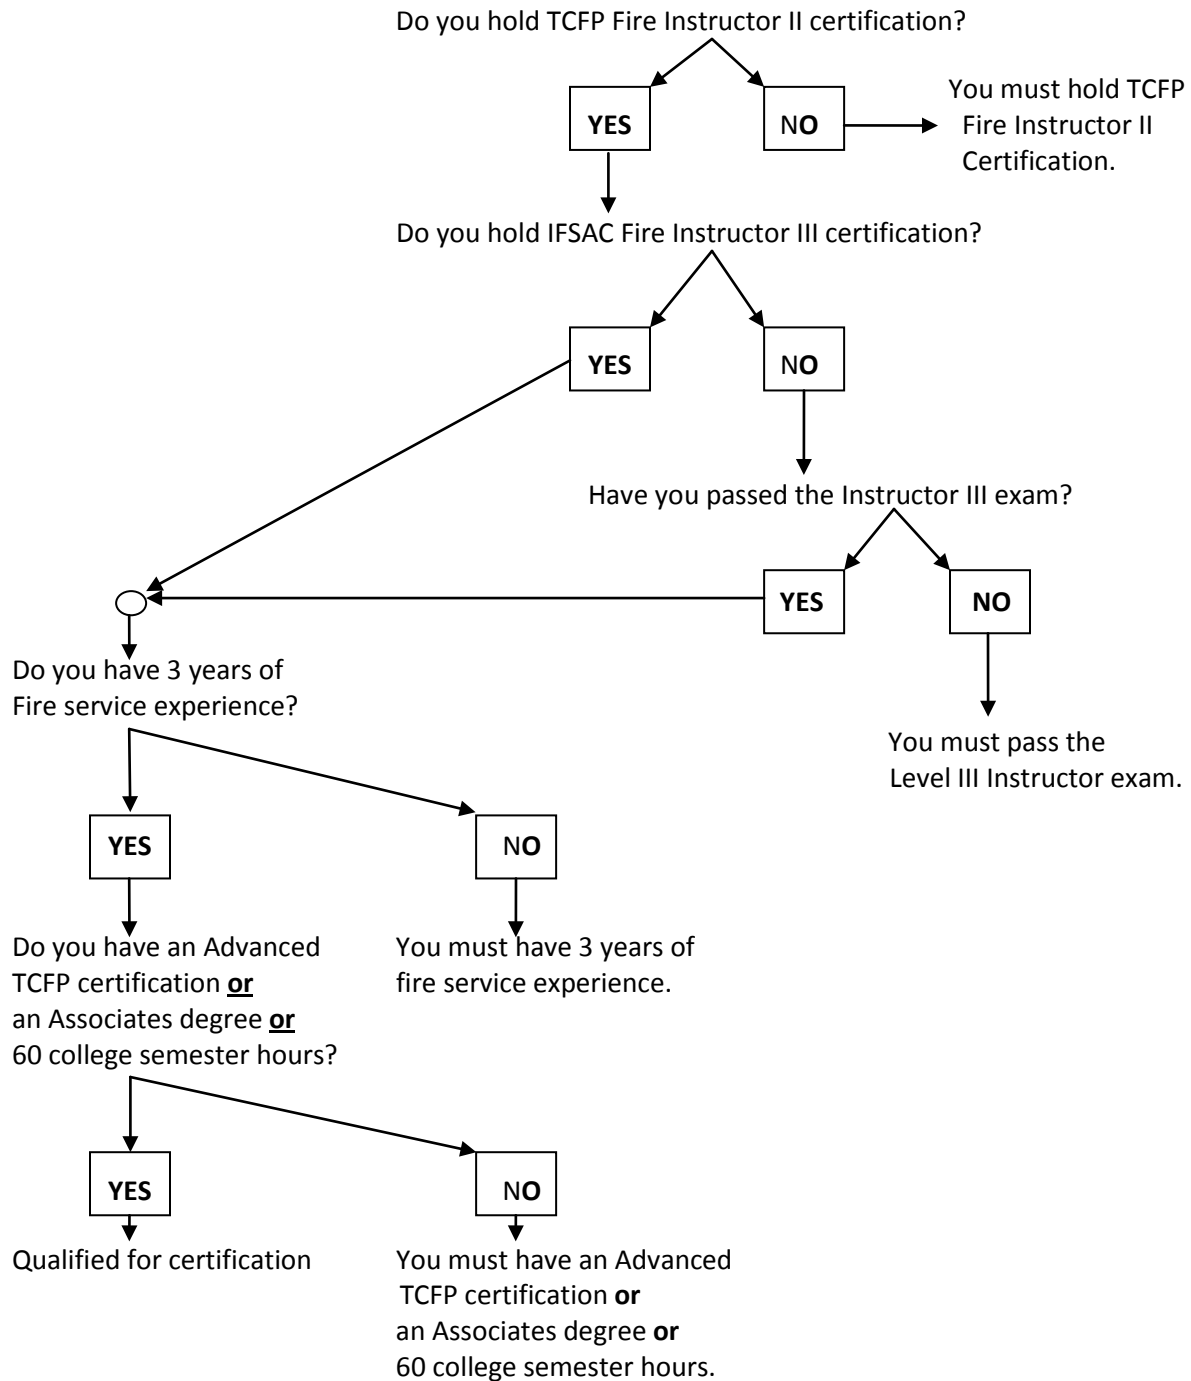 Do you hold TCFP Fire Instructor II certification?
YES
NO
You must hold TCFP
Fire Instructor II
Certification.
Do you hold IFSAC Fire Instructor III certification?
YES
NO
Have you passed the Instructor III exam?
YES
NO
You must pass the
Level III Instructor exam.
Do you have 3 years of
Fire service experience?
YES
NO
Do you have an Advanced
TCFP certification or
an Associates degree or
60 college semester hours?
You must have 3 years of
fire service experience.
YES
NO
Qualified for certification
You must have an Advanced
TCFP certification or
an Associates degree or
60 college semester hours.